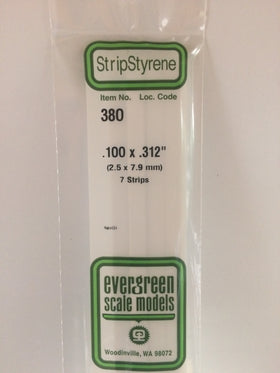 StripStyrene
Item No. Loc. Code
380
.100 x .312"
(2.5 x 7.9 mm)
7 Strips
evergreen
scale models
Woodinville, WA 98072